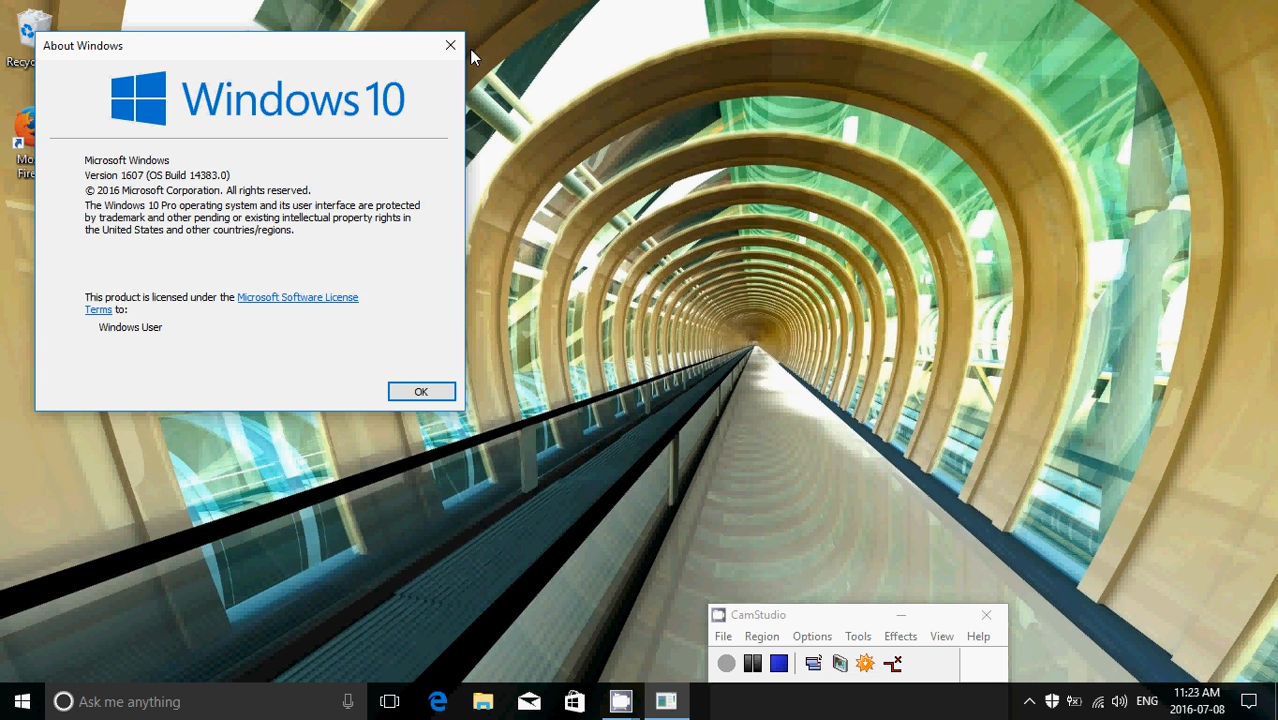 Recyc
Mo
Fire
About Windows
Windows 10
Microsoft Windows
Version 1607 (OS Build 14383.0)
© 2016 Microsoft Corporation. All rights reserved.
The Windows 10 Pro operating system and its user interface are protected
by trademark and other pending or existing intellectual property rights in
the United States and other countries/regions.
This product is licensed under the Microsoft Software License
Terms to:
Windows User
OK
CamStudio
File Region Options Tools Effects View Help
Ask me anything
ENG
11:23 AM
2016-07-08